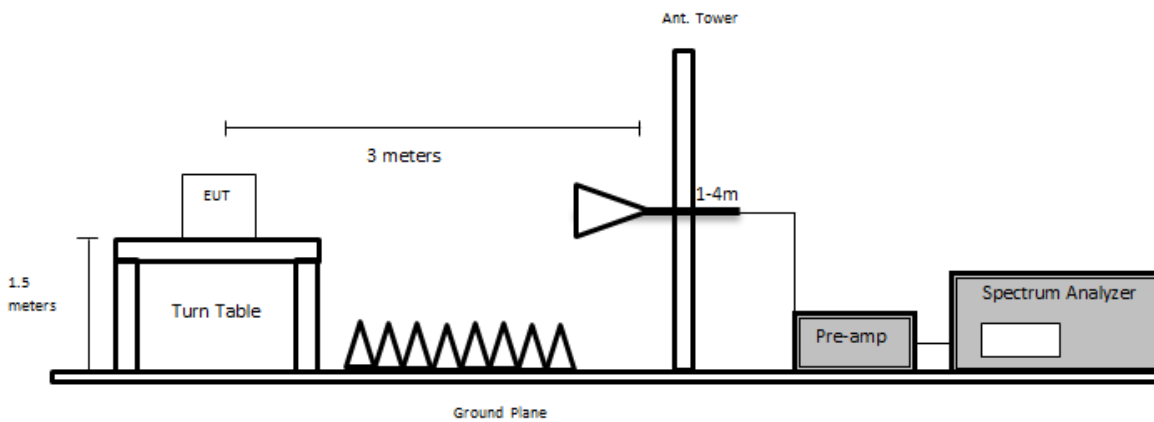 Ant. Tower
3 meters
EUT
1-4m
1.5
meters
Turn Table
Spectrum Analyzer
Pre-amp
Ground Plane